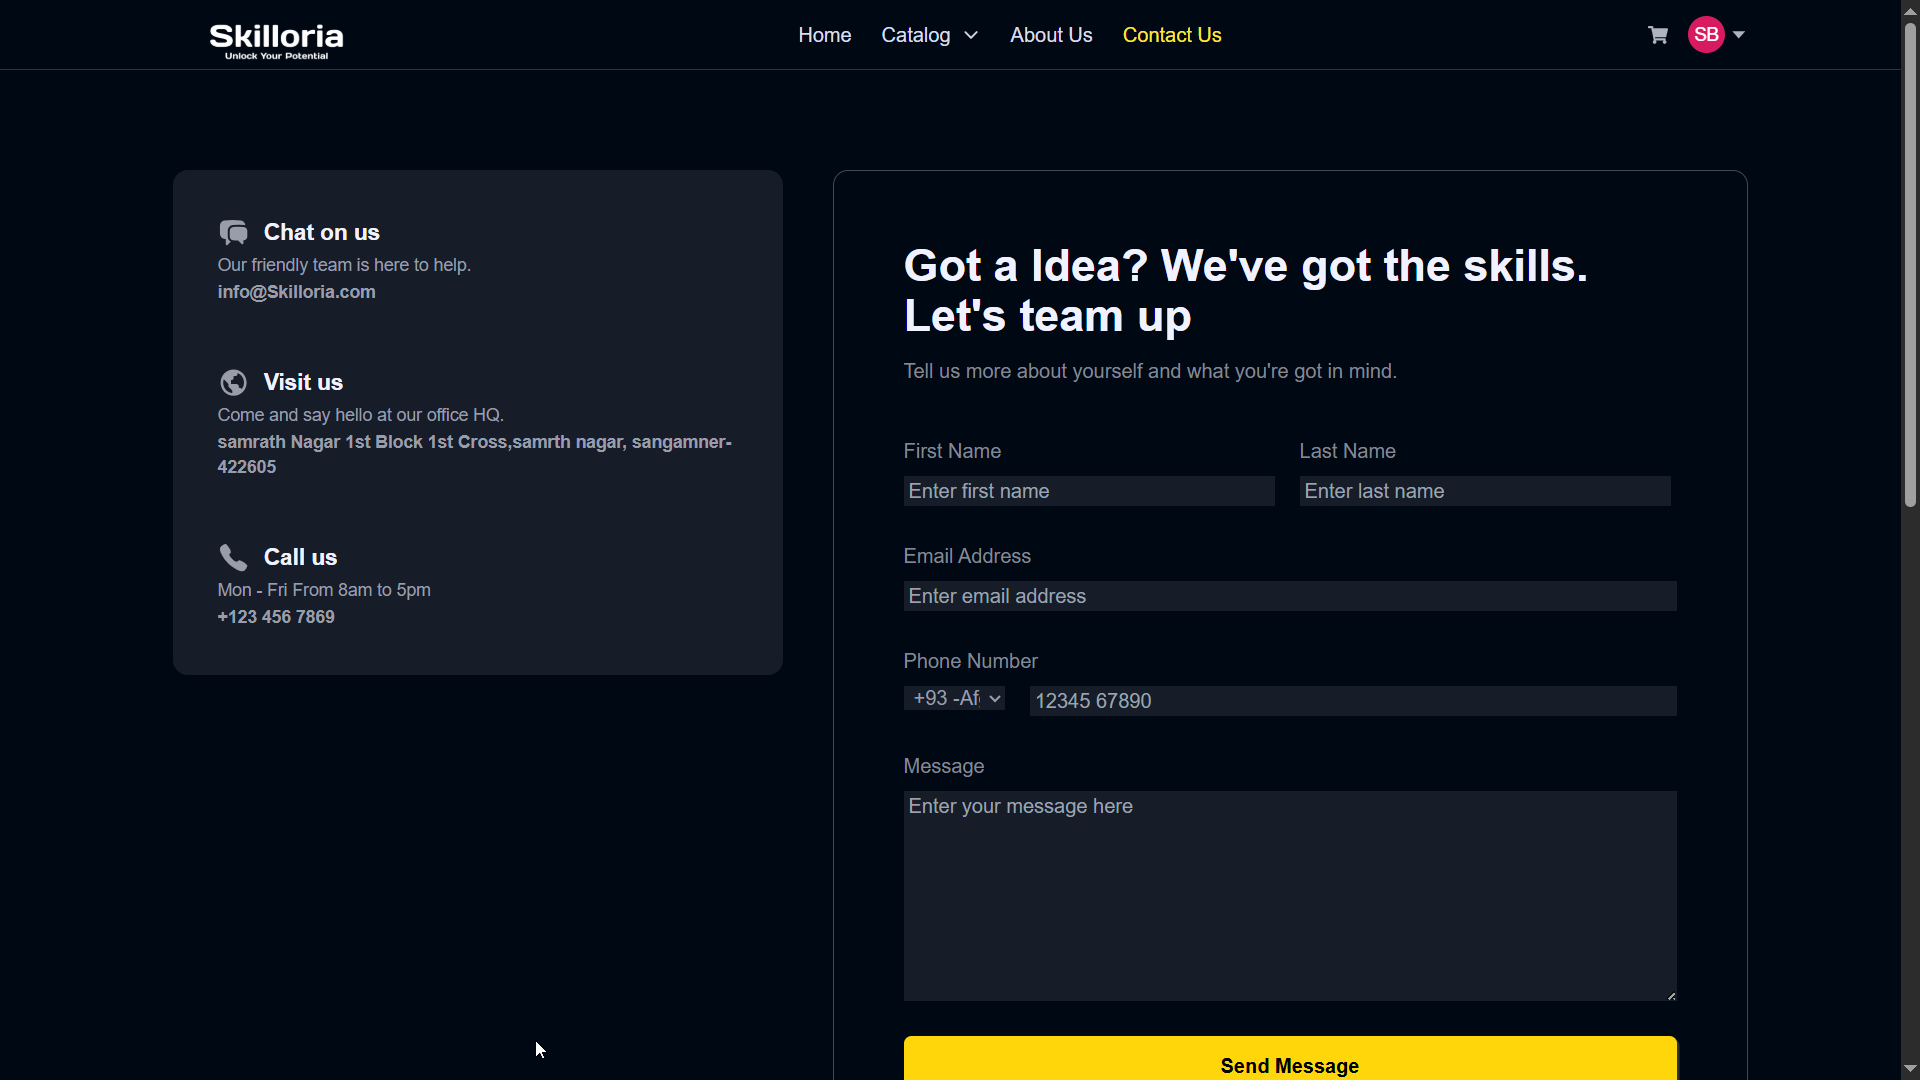 Skilloria
Unlock Your Potential
Home
Catalog
About Us
Contact Us
SB
Chat on us
Our friendly team is here to help.
info@Skilloria.com
Visit us
Come and say hello at our office HQ.
samrath Nagar 1st Block 1st Cross,samrth nagar, sangamner-
422605
Call us
Mon - Fri From 8am to 5pm
+123 456 7869
Got a Idea? We've got the skills.
Let's team up
Tell us more about yourself and what you're got in mind.
First Name
Last Name
Enter first name
Enter last name
Email Address
Enter email address
Phone Number
+93 -Af
12345 67890
Message
Enter your message here
Send Message